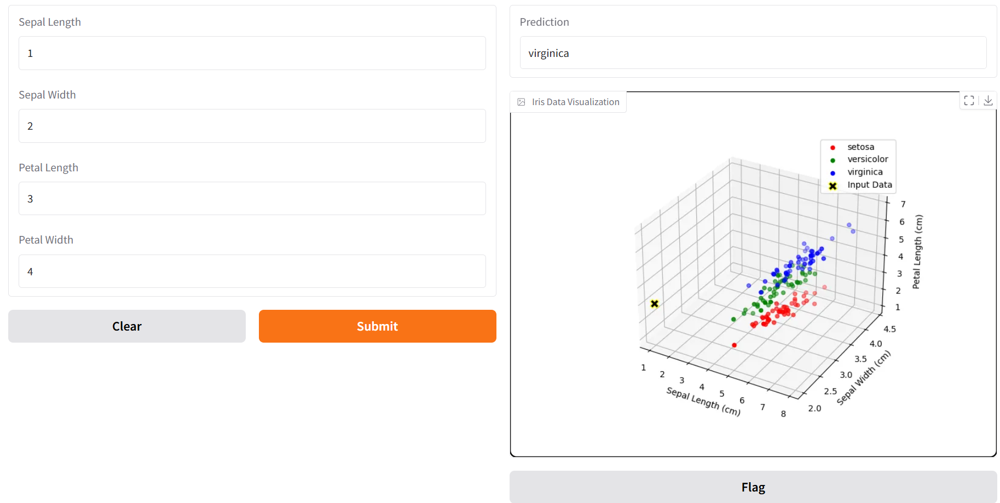 Sepal Length
1
Sepal Width
2
Petal Length
3
Petal Width
4
Clear
Submit
Prediction
virginica
Iris Data Visualization
setosa
versicolor
virginica
Input Data
7
6
5
4
3
2
1
Petal Length (cm)
4.5
4.0
3.5
3.0
2.5
2.0
Sepal Width (cm)
1
2
3
4
5
6
7
8
Sepal Length (cm)
Flag